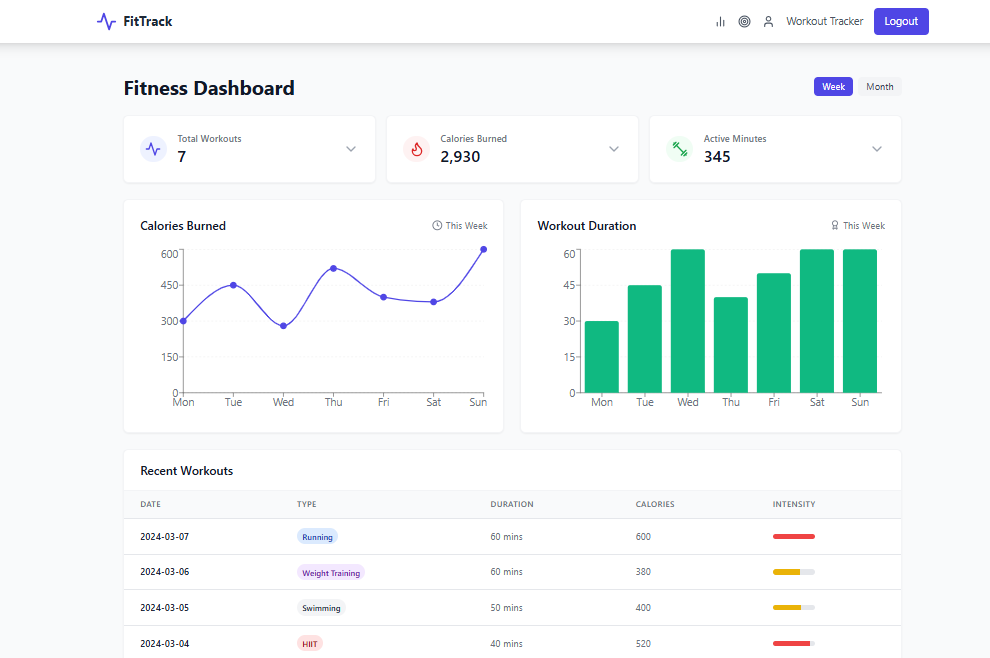 FitTrack
Workout Tracker
Logout
Fitness Dashboard
Week
Month
Total Workouts
7
Calories Burned
2,930
Active Minutes
345
Calories Burned
This Week
600
450
300
150
0
Mon Tue Wed Thu Fri Sat Sun
Workout Duration
This Week
60
45
30
15
0
Mon Tue Wed Thu Fri Sat Sun
Recent Workouts
DATE TYPE DURATION CALORIES INTENSITY
2024-03-07 Running 60 mins 600
2024-03-06 Weight Training 60 mins 380
2024-03-05 Swimming 50 mins 400
2024-03-04 HIIT 40 mins 520